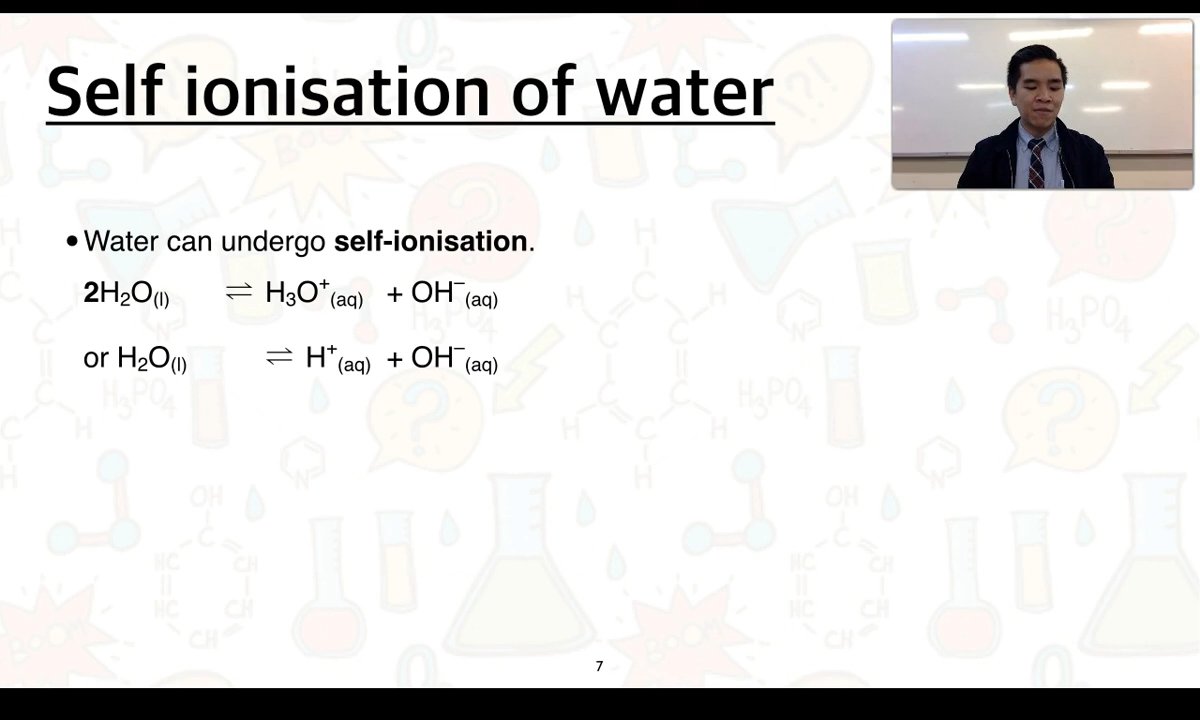 Self ionisation of water
•Water can undergo self-ionisation.
2H₂O₍ₗ₎ ⇌ H₃O⁺₍aq₎ + OH⁻₍aq₎
or H₂O₍ₗ₎ ⇌ H⁺₍aq₎ + OH⁻₍aq₎
7